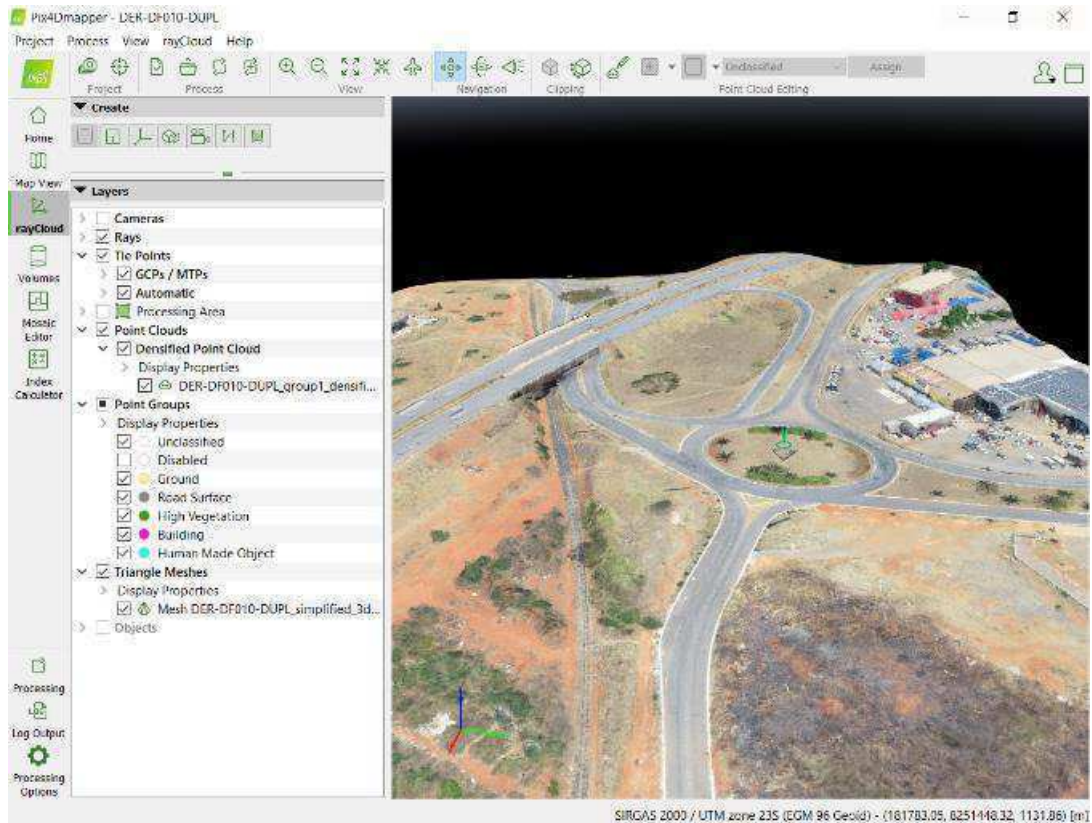 Pix4Dmapper - DER-DF010-DUPL
Project Process View rayCloud Help
Project Process View Navigation Clipping Point Cloud Editing
Unclassified
Assign
Home
Map View
rayCloud
Volumes
Mosaic
Editor
Index
Calculator
Processing
Log Output
Processing
Options
Create
Layers
Cameras
Rays
Tie Points
GCPs / MTPs
Automatic
Processing Area
Point Clouds
Densified Point Cloud
Display Properties
DER-DF010-DUPL_group1_densifi...
Point Groups
Display Properties
Unclassified
Disabled
Ground
Road Surface
High Vegetation
Building
Human Made Object
Triangle Meshes
Display Properties
Mesh DER-DF010-DUPL_simplified_3d...
Objects
SIRGAS 2000 / UTM zone 23S (EGM 96 Geoid) - (181783.05, 8251448.32, 1131.86) [m]